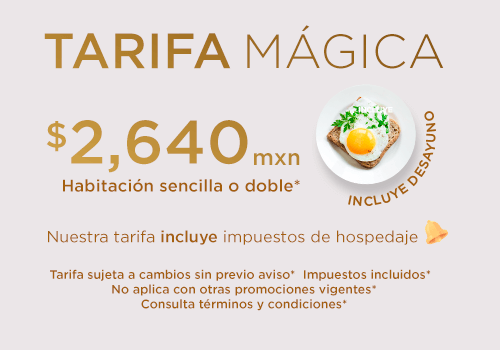 TARIFA MÁGICA
$2,640 mxn
Habitación sencilla o doble*
INCLUYE DESAYUNO
Nuestra tarifa incluye impuestos de hospedaje
Tarifa sujeta a cambios sin previo aviso* Impuestos incluidos*
No aplica con otras promociones vigentes*
Consulta términos y condiciones*